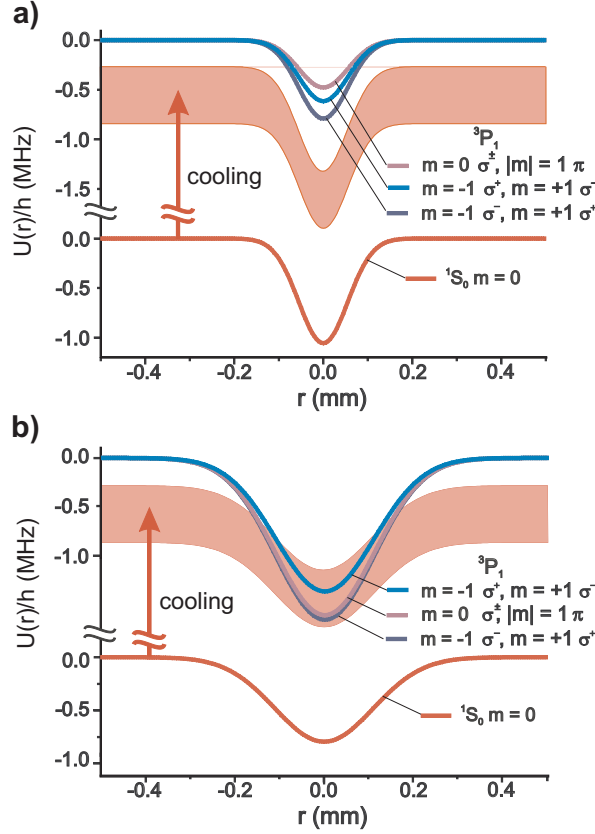 a)
0.0
-0.5
-1.0
-1.5
0.0
-0.5
-1.0
U(r)/h (MHz)
cooling
³P₁
m = 0 σ±, |m| = 1 π
m = -1 σ⁺, m = +1 σ⁻
m = -1 σ⁻, m = +1 σ⁺
¹S₀ m = 0
-0.4 -0.2 0.0 0.2 0.4
r (mm)
b)
0.0
-0.5
-1.0
0.0
-0.5
-1.0
U(r)/h (MHz)
cooling
³P₁
m = -1 σ⁺, m = +1 σ⁻
m = 0 σ±, |m| = 1 π
m = -1 σ⁻, m = +1 σ⁺
¹S₀ m = 0
-0.4 -0.2 0.0 0.2 0.4
r (mm)